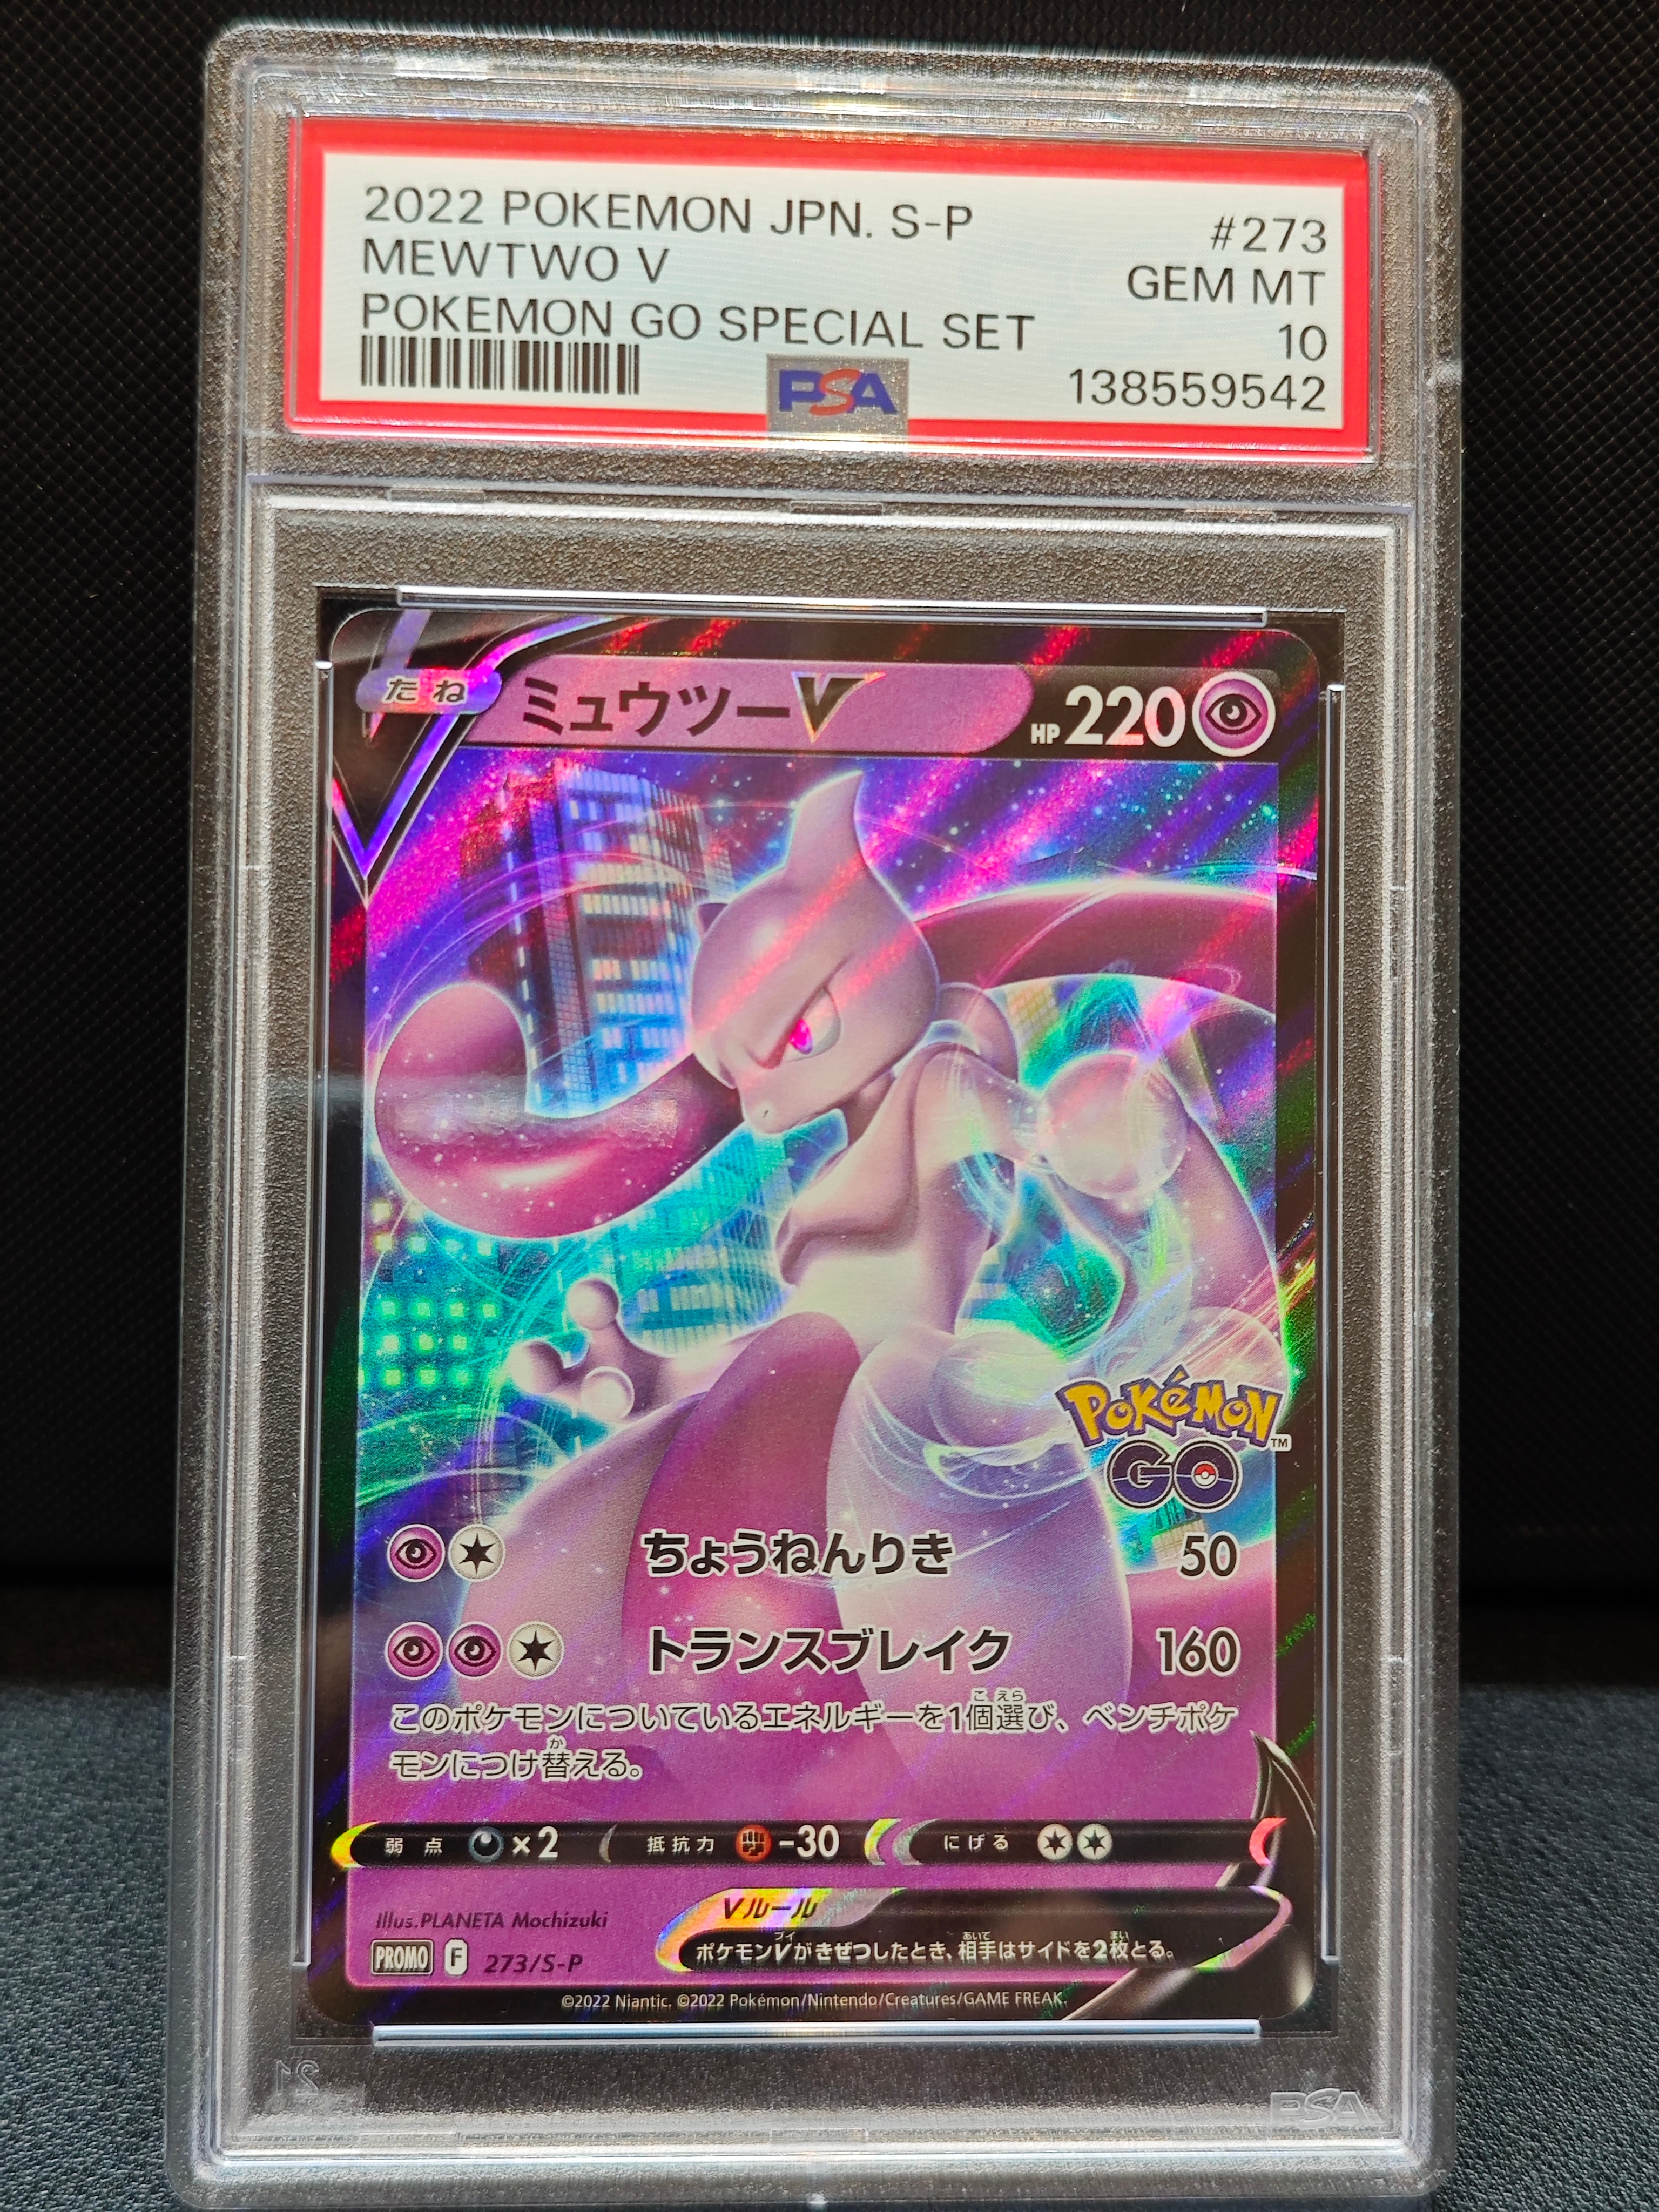 2022 POKEMON JPN. S-P #273
MEWTWO V GEM MT
POKEMON GO SPECIAL SET 10
PSA 138559542
たね ミュウツーV HP 220
Pokémon™
GO
ちょうねんりき 50
トランスブレイク 160
このポケモンについているエネルギーを1個選び、ベンチポケ
モンにつけ替える。
弱点 ×2 抵抗力 -30 にげる
Illus.PLANETA Mochizuki Vルール
PROMO F 273/S-P ポケモンVがきぜつしたとき、相手はサイドを2枚とる。
©2022 Niantic. ©2022 Pokémon/Nintendo/Creatures/GAME FREAK.
PSA